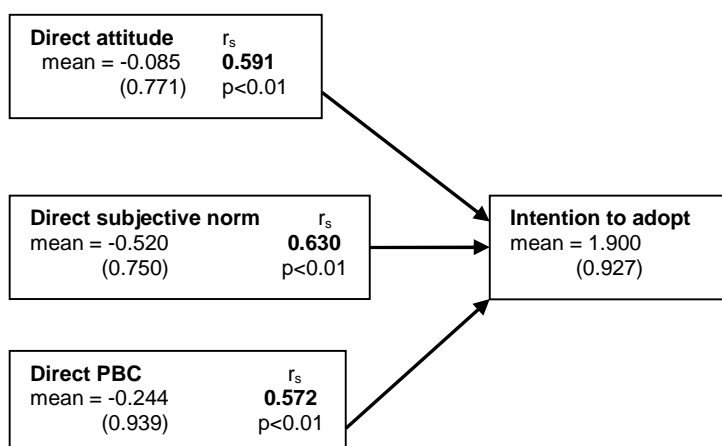 Direct attitude rₛ
mean = -0.085 0.591
(0.771) p<0.01
Direct subjective norm rₛ
mean = -0.520 0.630
(0.750) p<0.01
Intention to adopt
mean = 1.900
(0.927)
Direct PBC rₛ
mean = -0.244 0.572
(0.939) p<0.01